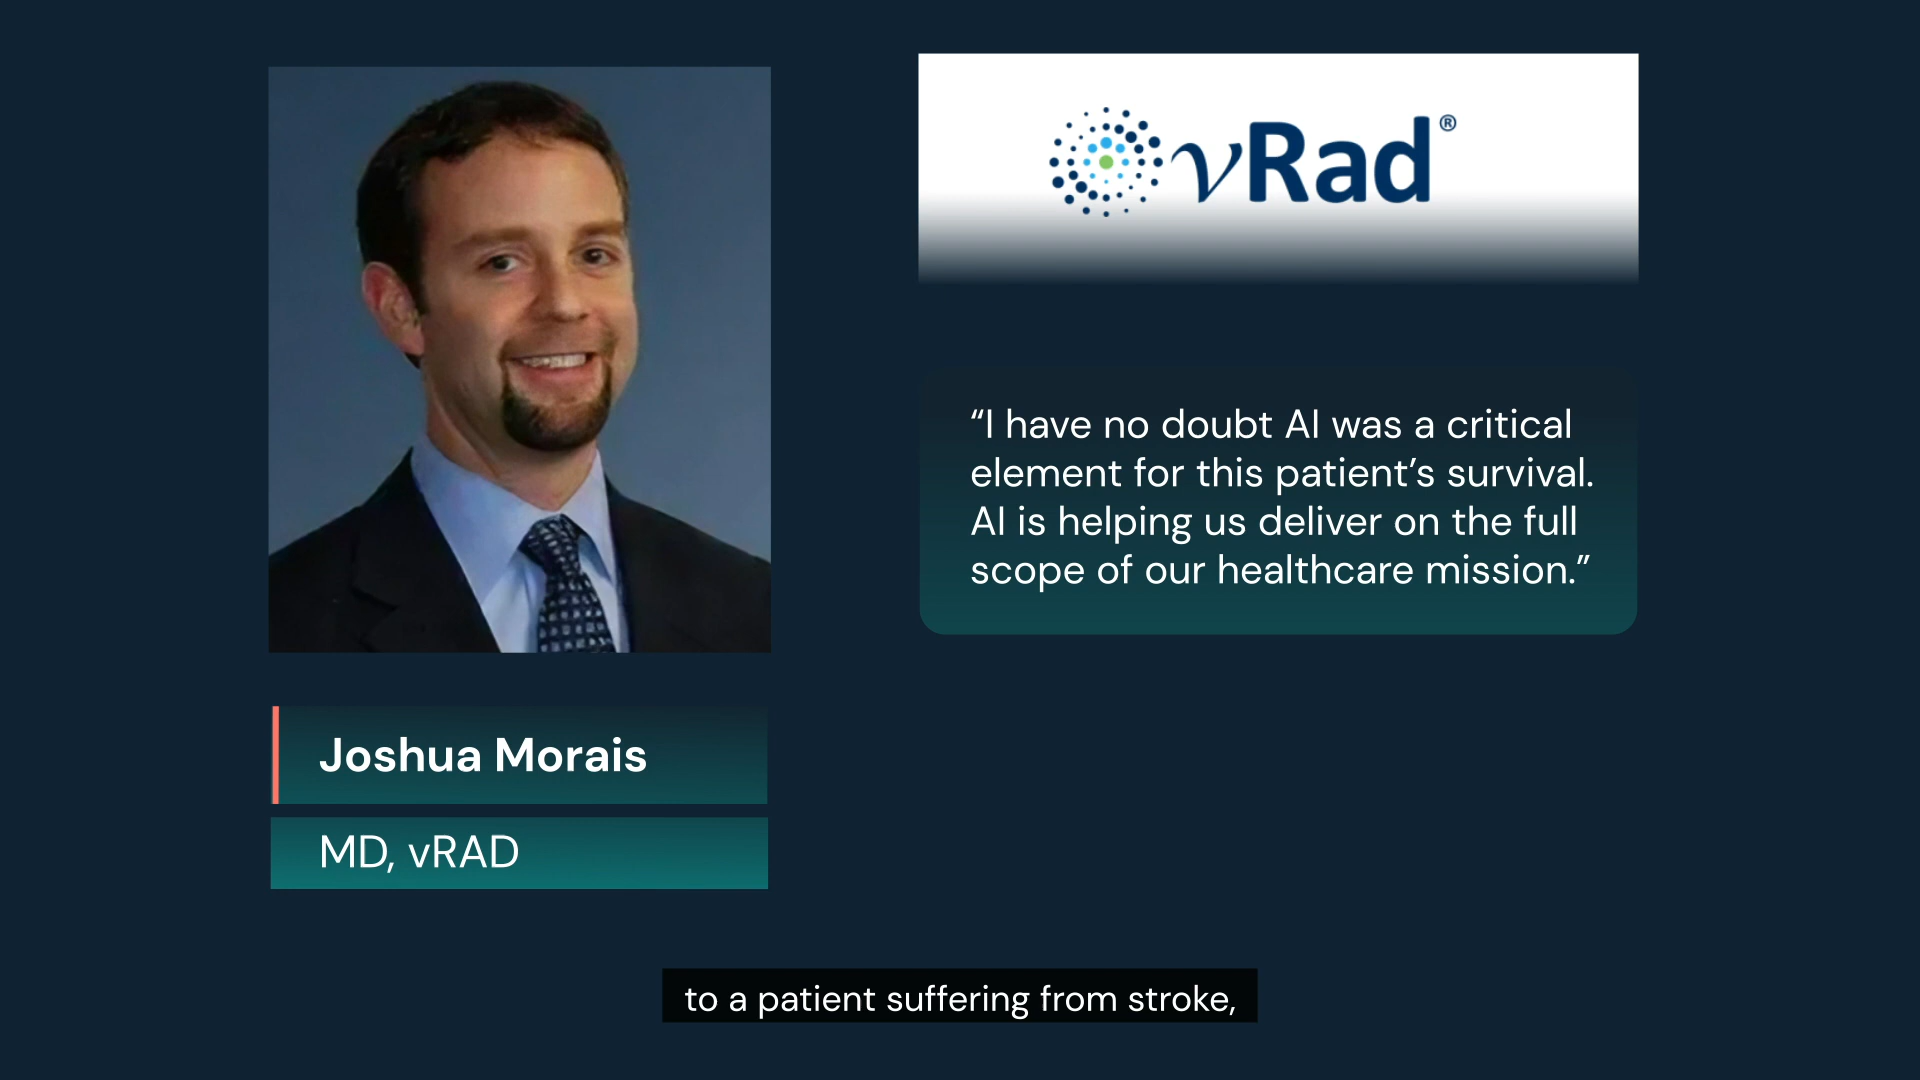 vRad®
“I have no doubt AI was a critical
element for this patient’s survival.
AI is helping us deliver on the full
scope of our healthcare mission.”
Joshua Morais
MD, vRAD
to a patient suffering from stroke,